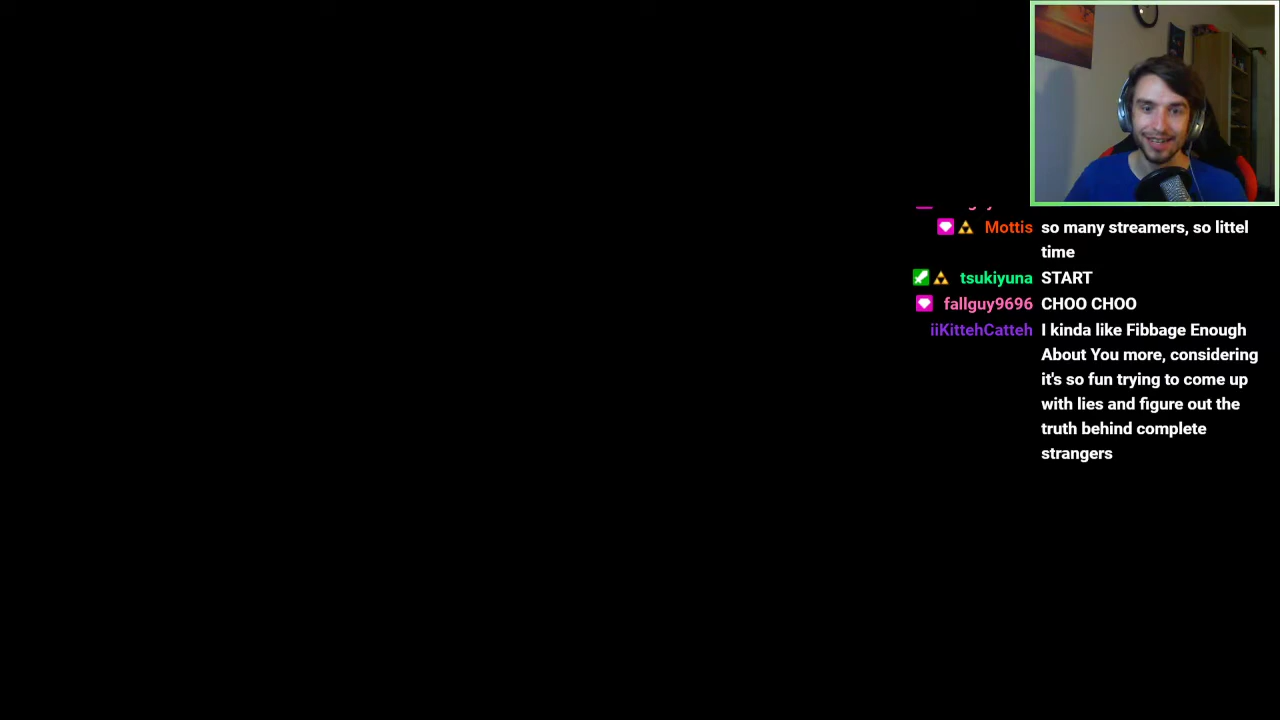 Mottis so many streamers, so littel
time
tsukiyuna START
fallguy9696 CHOO CHOO
iiKittehCatteh I kinda like Fibbage Enough
About You more, considering
it's so fun trying to come up
with lies and figure out the
truth behind complete
strangers